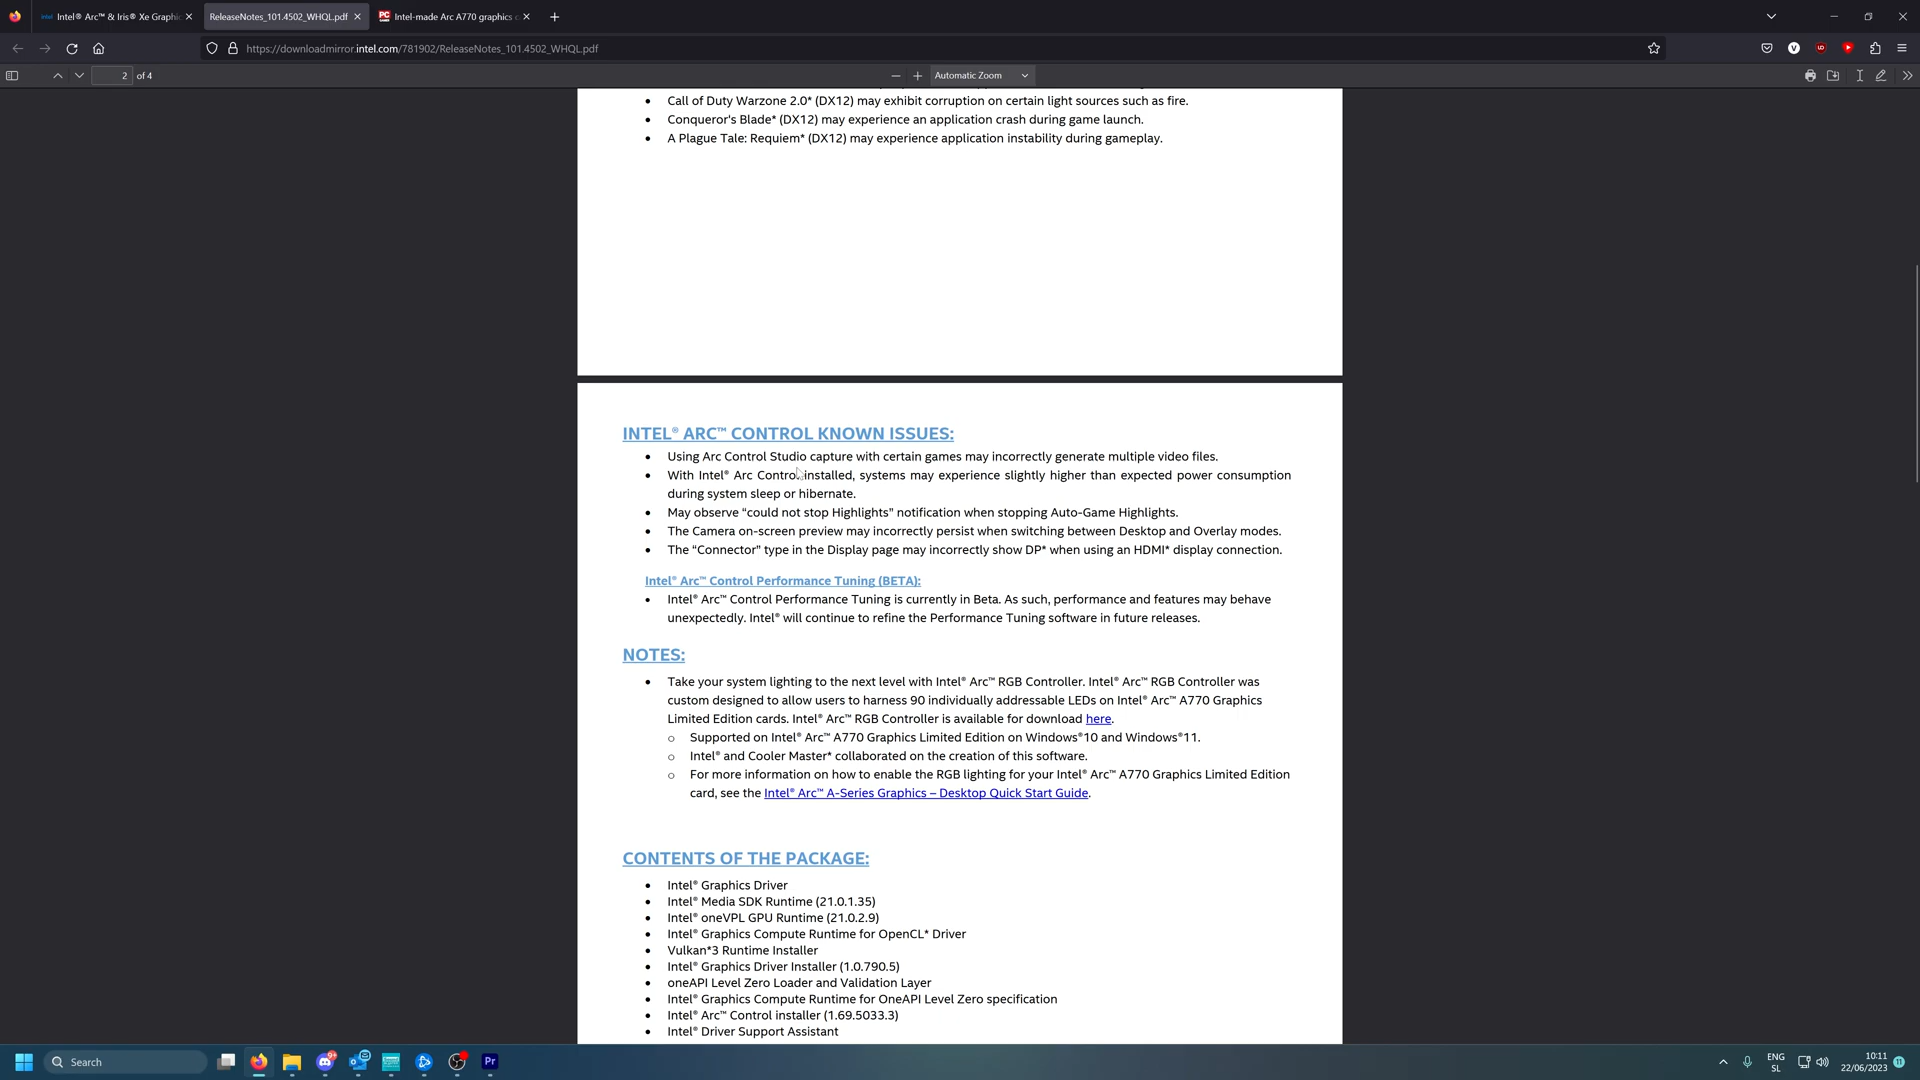 Intel® Arc™ & Iris® Xe Graphic
ReleaseNotes_101.4502_WHQL.pdf
Intel-made Arc A770 graphics c
https://downloadmirror.intel.com/781902/ReleaseNotes_101.4502_WHQL.pdf
2 of 4
Automatic Zoom
• Call of Duty Warzone 2.0* (DX12) may exhibit corruption on certain light sources such as fire.
• Conqueror's Blade* (DX12) may experience an application crash during game launch.
• A Plague Tale: Requiem* (DX12) may experience application instability during gameplay.
INTEL® ARC™ CONTROL KNOWN ISSUES:
• Using Arc Control Studio capture with certain games may incorrectly generate multiple video files.
• With Intel® Arc Control installed, systems may experience slightly higher than expected power consumption
during system sleep or hibernate.
• May observe “could not stop Highlights” notification when stopping Auto-Game Highlights.
• The Camera on-screen preview may incorrectly persist when switching between Desktop and Overlay modes.
• The “Connector” type in the Display page may incorrectly show DP* when using an HDMI* display connection.
Intel® Arc™ Control Performance Tuning (BETA):
• Intel® Arc™ Control Performance Tuning is currently in Beta. As such, performance and features may behave
unexpectedly. Intel® will continue to refine the Performance Tuning software in future releases.
NOTES:
• Take your system lighting to the next level with Intel® Arc™ RGB Controller. Intel® Arc™ RGB Controller was
custom designed to allow users to harness 90 individually addressable LEDs on Intel® Arc™ A770 Graphics
Limited Edition cards. Intel® Arc™ RGB Controller is available for download here.
o Supported on Intel® Arc™ A770 Graphics Limited Edition on Windows®10 and Windows®11.
o Intel® and Cooler Master* collaborated on the creation of this software.
o For more information on how to enable the RGB lighting for your Intel® Arc™ A770 Graphics Limited Edition
card, see the Intel® Arc™ A-Series Graphics – Desktop Quick Start Guide.
CONTENTS OF THE PACKAGE:
• Intel® Graphics Driver
• Intel® Media SDK Runtime (21.0.1.35)
• Intel® oneVPL GPU Runtime (21.0.2.9)
• Intel® Graphics Compute Runtime for OpenCL* Driver
• Vulkan*3 Runtime Installer
• Intel® Graphics Driver Installer (1.0.790.5)
• oneAPI Level Zero Loader and Validation Layer
• Intel® Graphics Compute Runtime for OneAPI Level Zero specification
• Intel® Arc™ Control installer (1.69.5033.3)
• Intel® Driver Support Assistant
Search
Pr
ENG
SL
10:11
22/06/2023
11